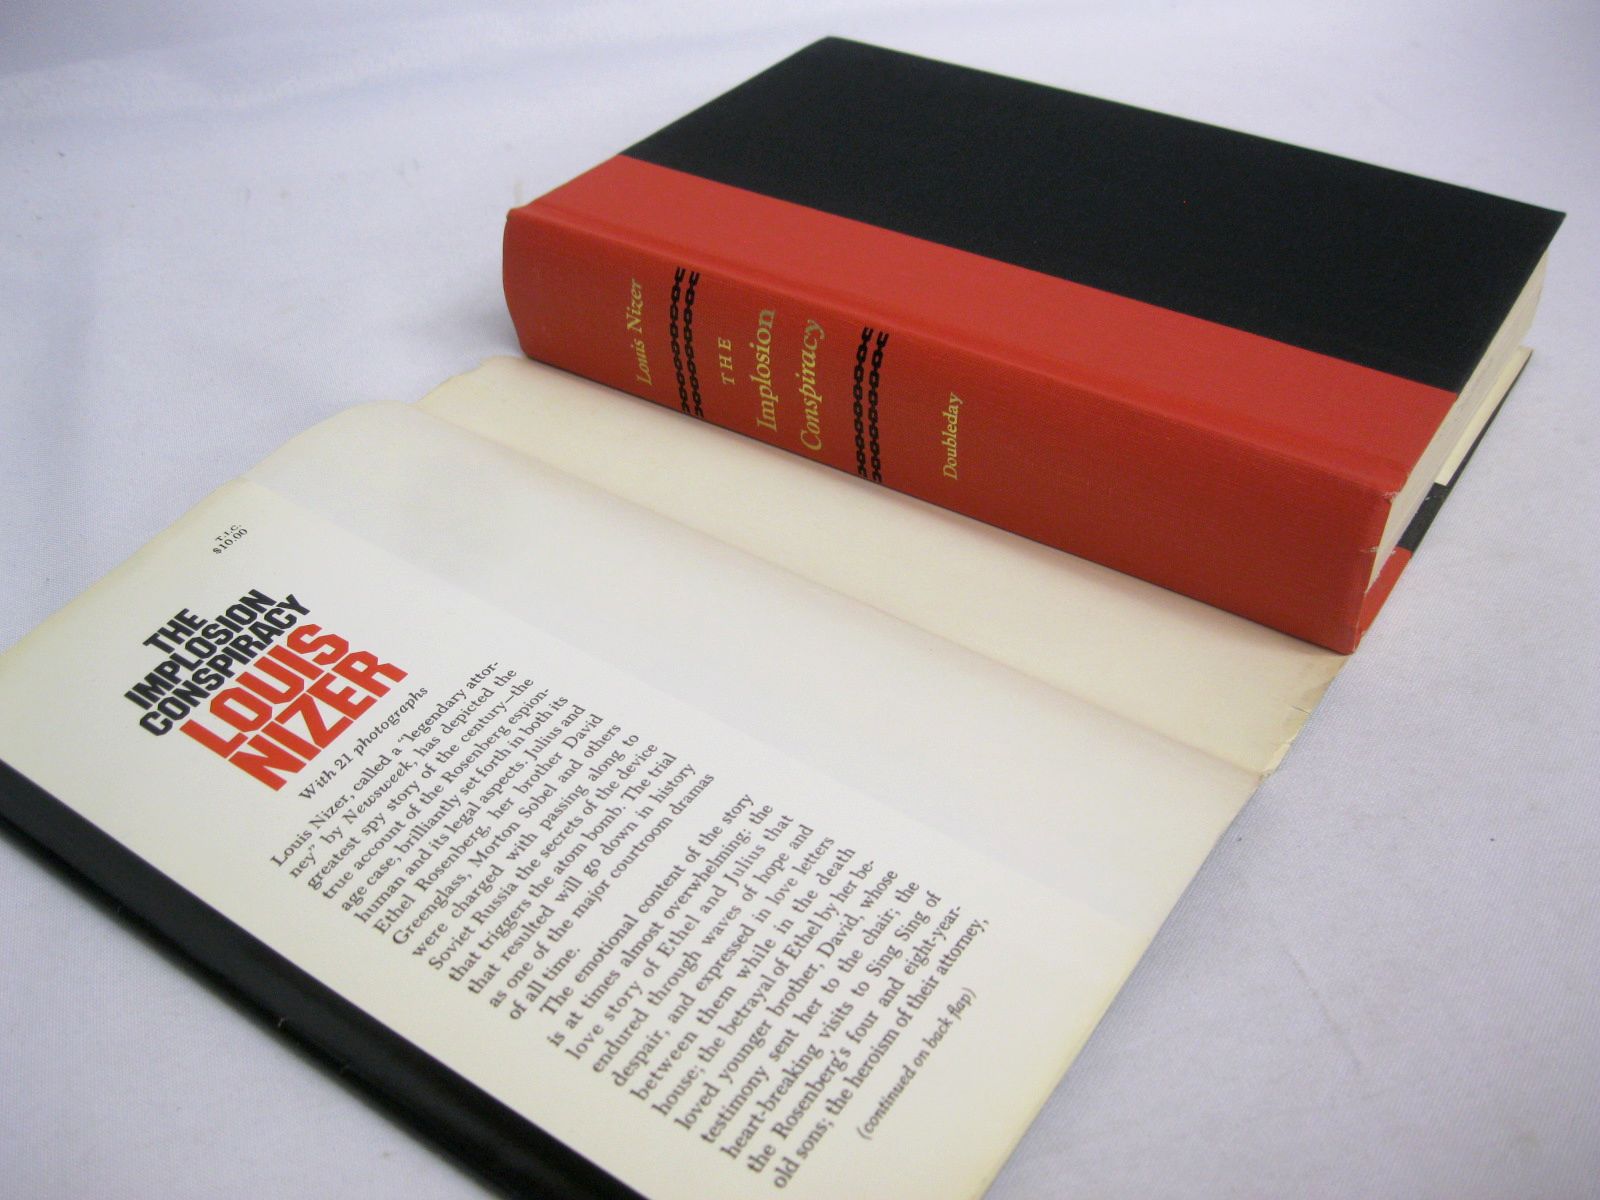 Louis Nizer
THE
Implosion
Conspiracy
Doubleday
T.I.C.
$10.00
THE
IMPLOSION
CONSPIRACY
LOUIS
NIZER
With 21 photographs
Louis Nizer, called a "legendary attor-
ney" by Newsweek, has depicted the
greatest spy story of the century—the
true account of the Rosenberg espion-
age case, brilliantly set forth in both its
human and its legal aspects. Julius and
Ethel Rosenberg, her brother David
Greenglass, Morton Sobel and others
were charged with passing along to
Soviet Russia the secrets of the device
that triggers the atom bomb. The trial
that resulted will go down in history
as one of the major courtroom dramas
of all time.
The emotional content of the story
is at times almost overwhelming: the
love story of Ethel and Julius that
endured through waves of hope and
despair, and expressed in love letters
between them while in the death
house; the betrayal of Ethel by her be-
loved younger brother, David, whose
testimony sent her to the chair; the
heart-breaking visits to Sing Sing of
the Rosenberg's four and eight-year-
old sons; the heroism of their attorney,
(continued on back flap)